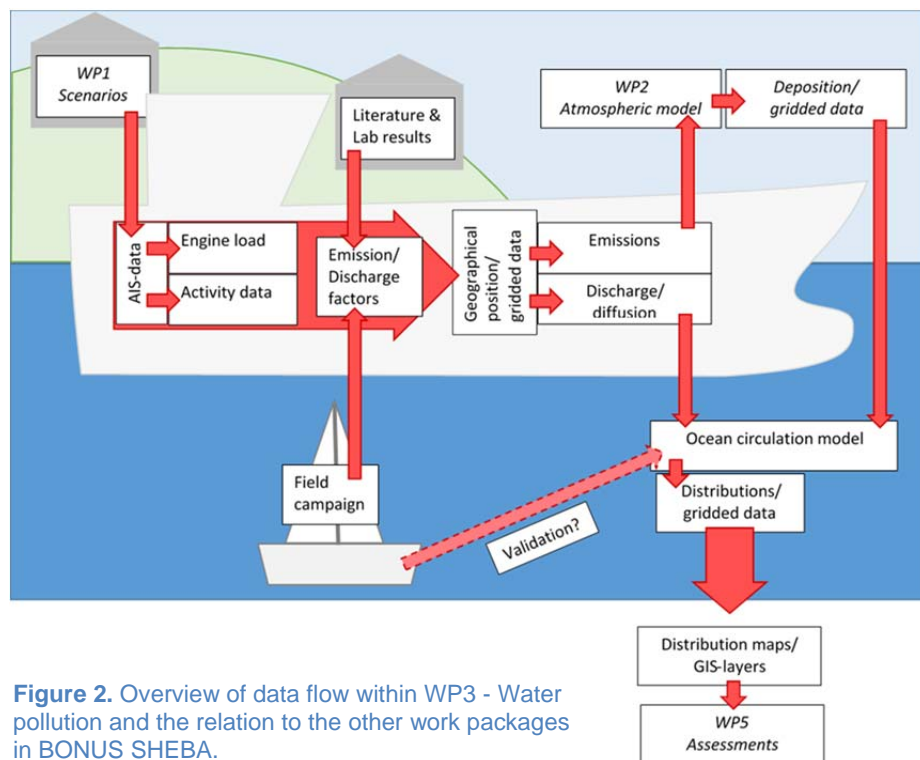 WP1
Scenarios
Literature &
Lab results
WP2
Atmospheric model
Deposition/
gridded data
AIS-data
Engine load
Activity data
Emission/
Discharge
factors
Geographical
position/
gridded data
Emissions
Discharge/
diffusion
Ocean circulation model
Field
campaign
Validation?
Distributions/
gridded data
Distribution maps/
GIS-layers
WP5
Assessments
Figure 2. Overview of data flow within WP3 - Water
pollution and the relation to the other work packages
in BONUS SHEBA.